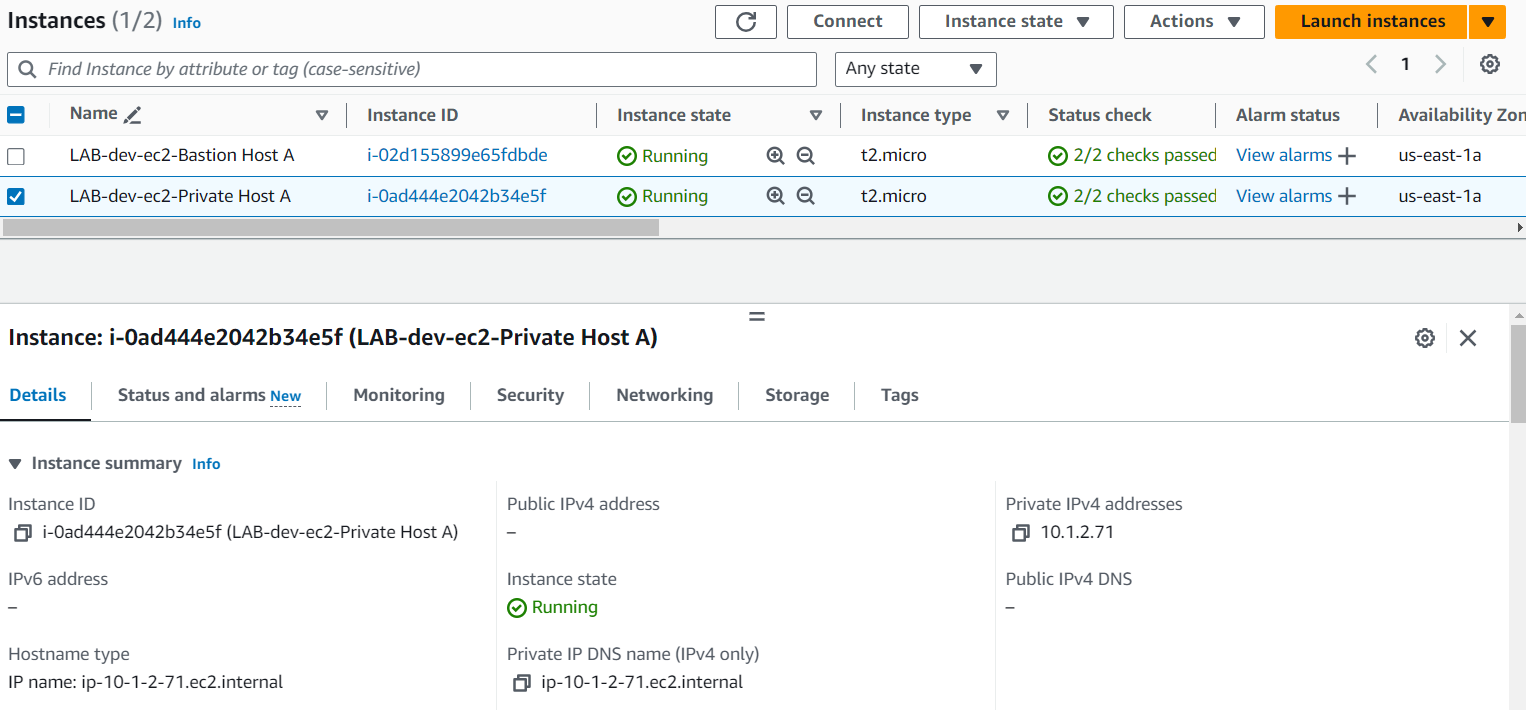 Instances (1/2) Info Connect Instance state Actions Launch instances
Find Instance by attribute or tag (case-sensitive) Any state 1
Name Instance ID Instance state Instance type Status check Alarm status Availability Zon
LAB-dev-ec2-Bastion Host A i-02d155899e65fdbde Running t2.micro 2/2 checks passed View alarms us-east-1a
LAB-dev-ec2-Private Host A i-0ad444e2042b34e5f Running t2.micro 2/2 checks passed View alarms us-east-1a
Instance: i-0ad444e2042b34e5f (LAB-dev-ec2-Private Host A)
Details Status and alarms New Monitoring Security Networking Storage Tags
Instance summary Info
Instance ID Public IPv4 address Private IPv4 addresses
i-0ad444e2042b34e5f (LAB-dev-ec2-Private Host A) – 10.1.2.71
IPv6 address Instance state Public IPv4 DNS
– Running –
Hostname type Private IP DNS name (IPv4 only)
IP name: ip-10-1-2-71.ec2.internal ip-10-1-2-71.ec2.internal